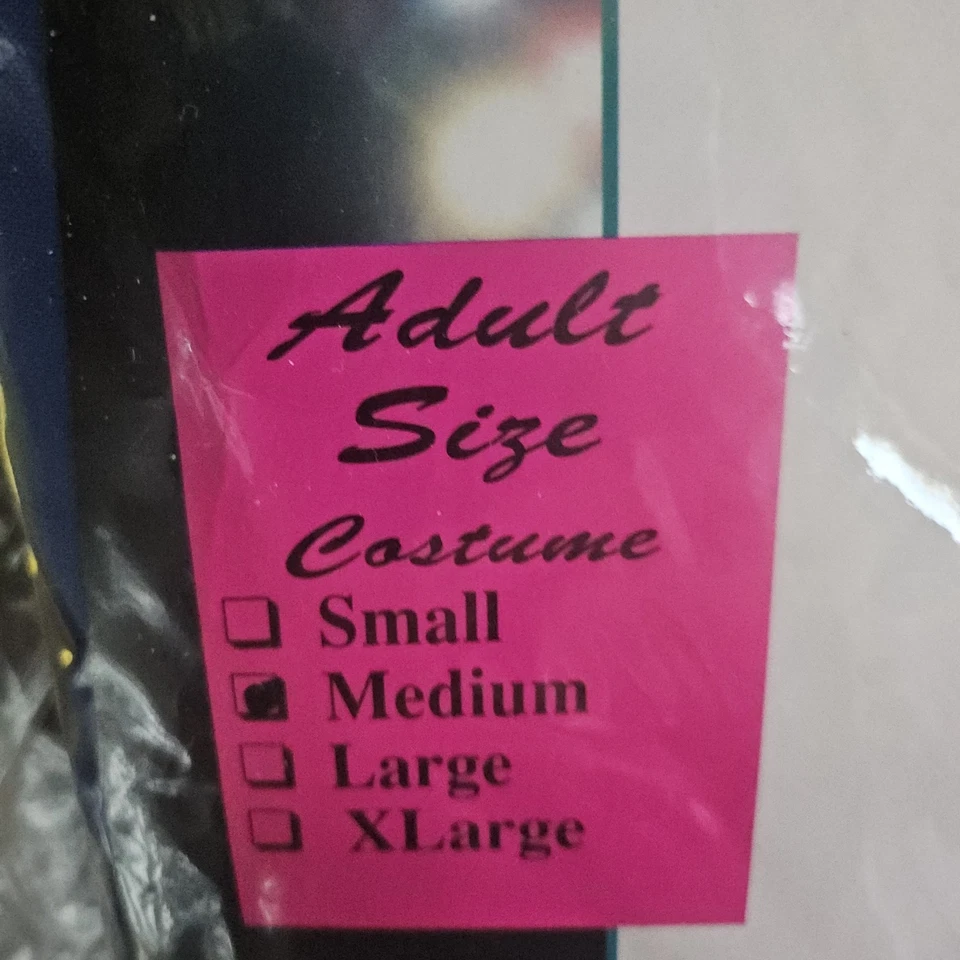 Adult
Size
Costume
❏ Small
❏ Medium
❏ Large
❏ XLarge